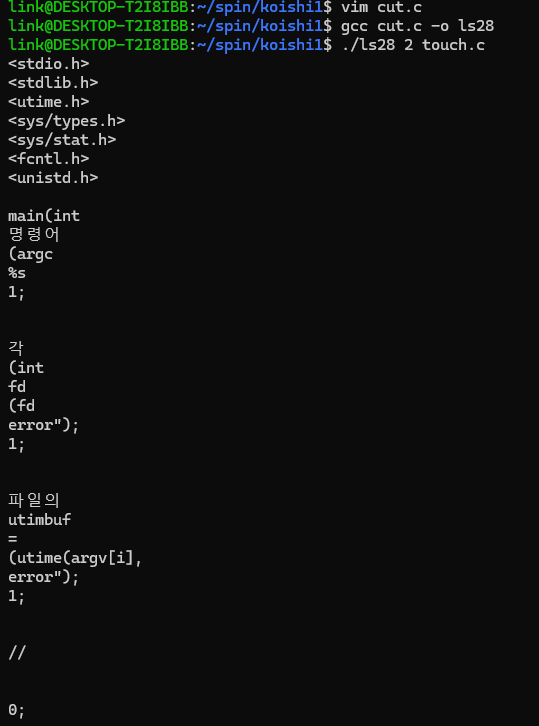 link@DESKTOP-T2I8IBB:~/spin/koishi1$ vim cut.c
link@DESKTOP-T2I8IBB:~/spin/koishi1$ gcc cut.c -o ls28
link@DESKTOP-T2I8IBB:~/spin/koishi1$ ./ls28 2 touch.c
<stdio.h>
<stdlib.h>
<utime.h>
<sys/types.h>
<sys/stat.h>
<fcntl.h>
<unistd.h>

main(int
명령어
(argc
%s
1;


각
(int
fd
(fd
error");
1;


파일의
utimbuf
=
(utime(argv[i],
error");
1;


//


0;